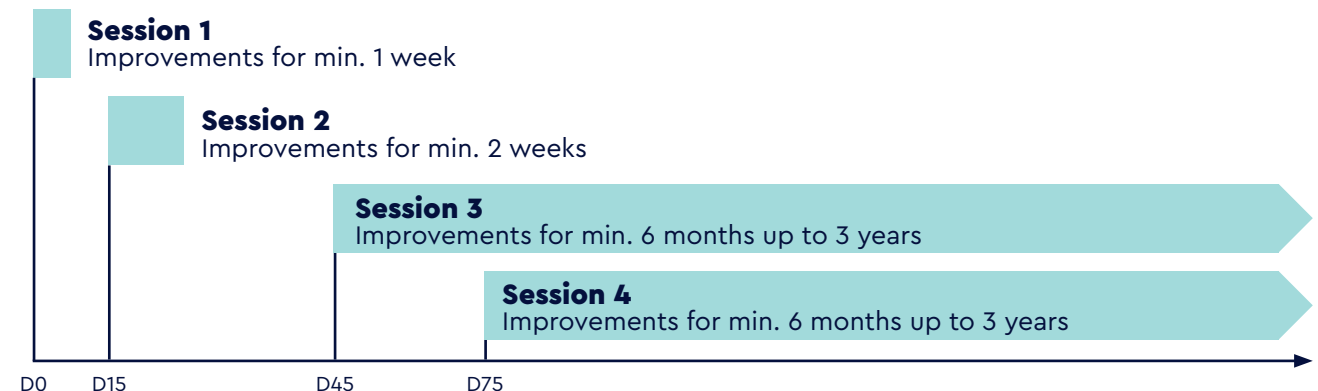 Session 1
Improvements for min. 1 week
Session 2
Improvements for min. 2 weeks
Session 3
Improvements for min. 6 months up to 3 years
Session 4
Improvements for min. 6 months up to 3 years
D0 D15 D45 D75